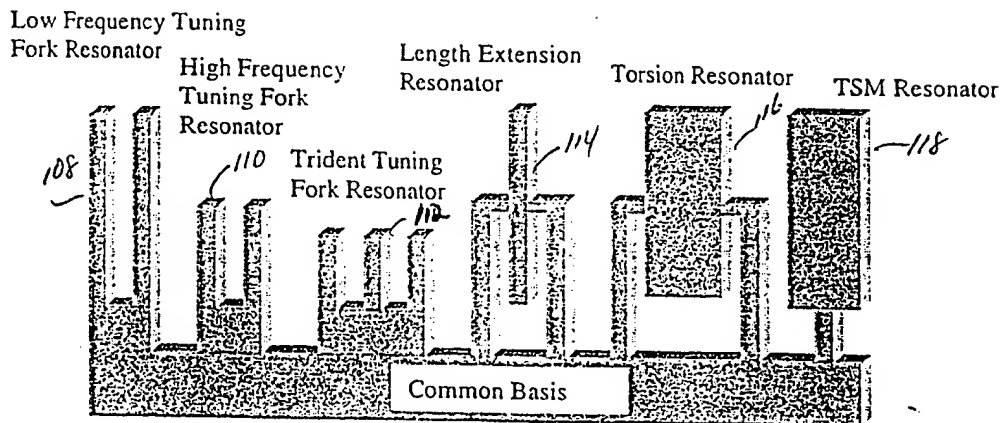 Low Frequency Tuning
Fork Resonator
High Frequency
Tuning Fork
Resonator
Trident Tuning
Fork Resonator
Length Extension
Resonator
Torsion Resonator
TSM Resonator
108
110
112
114
116
118
Common Basis